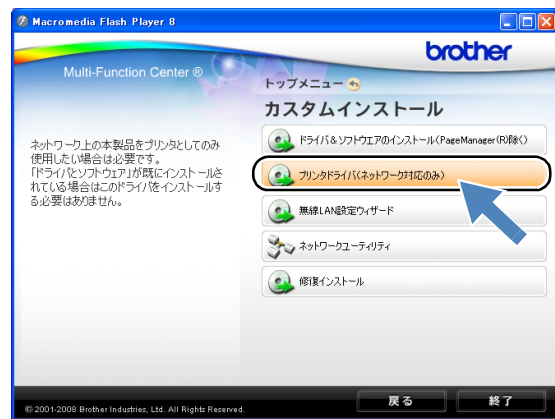 Macromedia Flash Player 8
brother
Multi-Function Center ®
トップメニュー
カスタムインストール
ネットワーク上の本製品をプリンタとしてのみ
使用したい場合は必要です。
「ドライバとソフトウェア」が既にインストールさ
れている場合はこのドライバをインストールす
る必要はありません。
ドライバ&ソフトウエアのインストール(PageManager(R)除く)
プリンタドライバ(ネットワーク対応のみ)
無線LAN設定ウィザード
ネットワークユーティリティ
修復インストール
© 2001-2008 Brother Industries, Ltd. All Rights Reserved.
戻る
終了